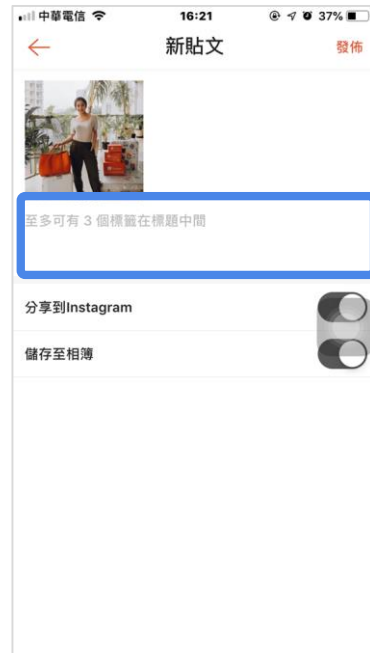 中華電信 16:21 37%
新貼文 發佈
至多可有 3 個標籤在標題中間
分享到Instagram
儲存至相簿